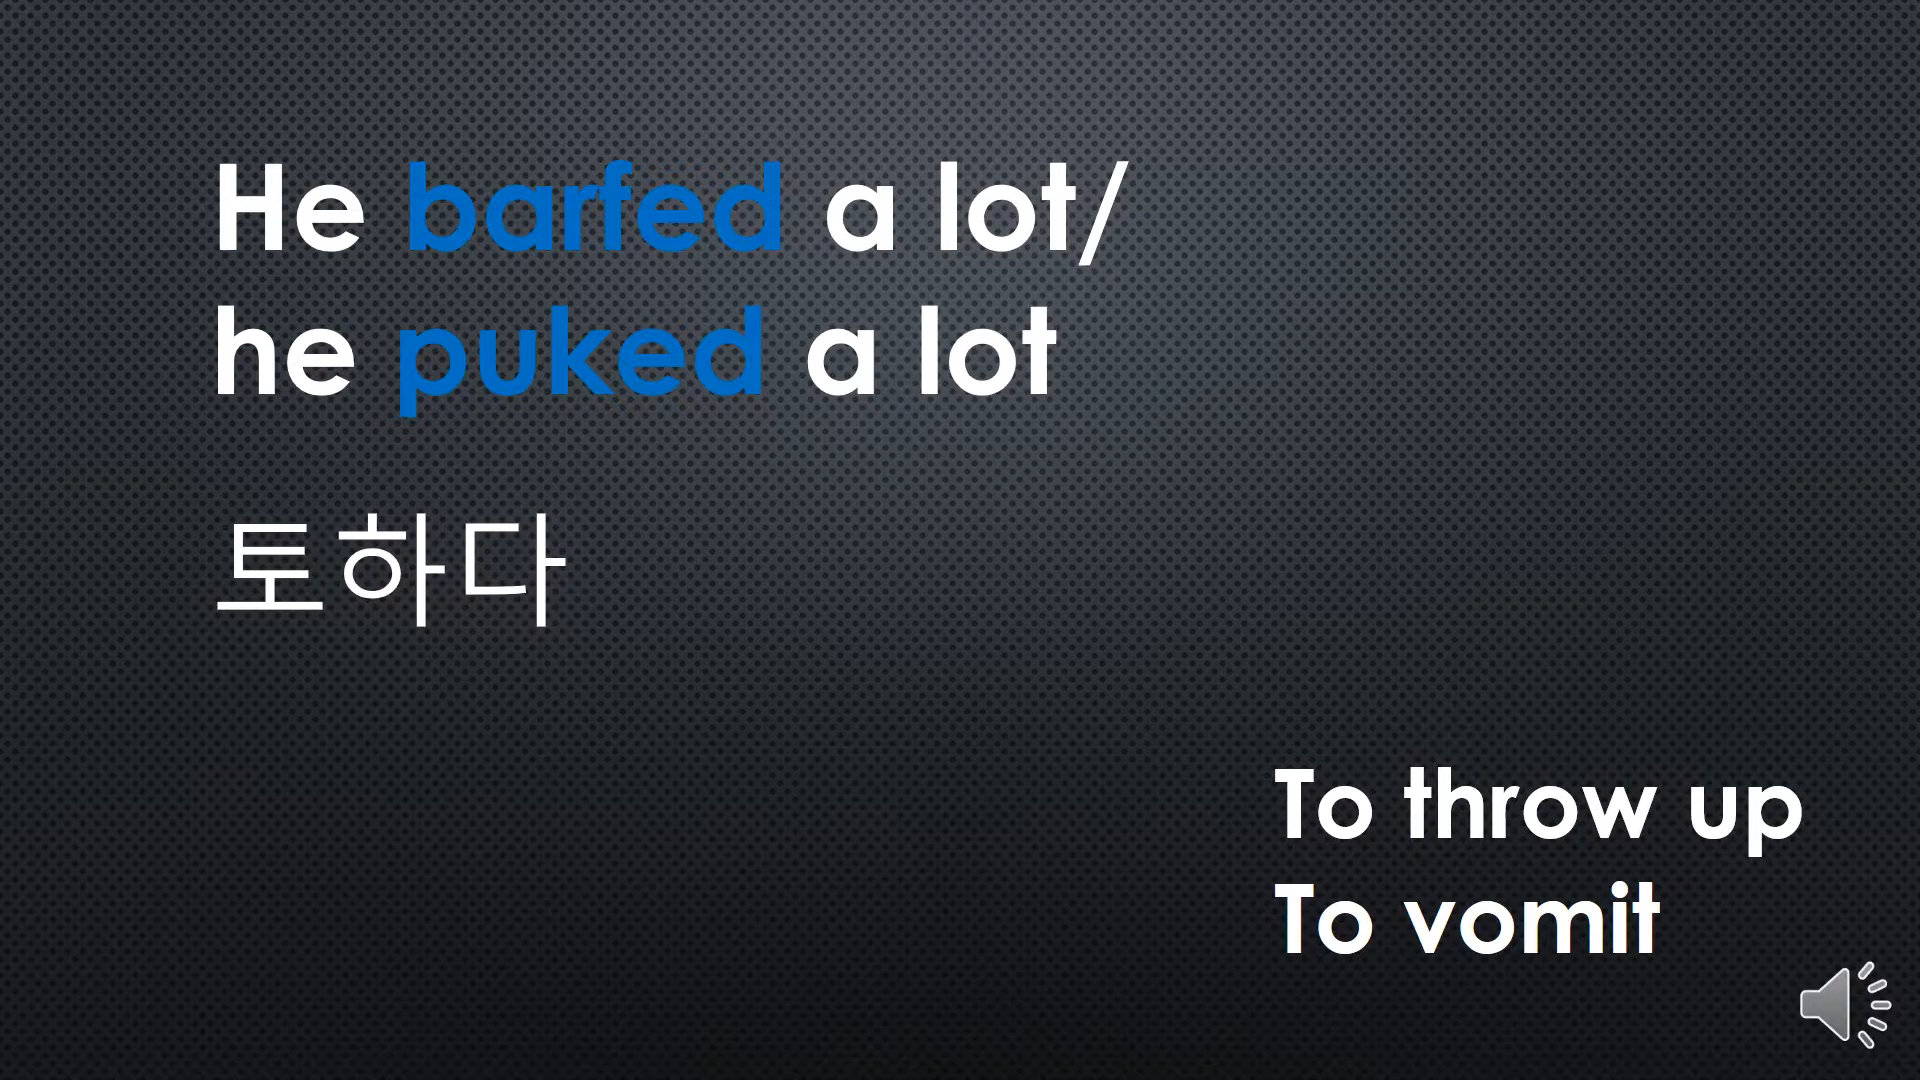 He barfed a lot/
he puked a lot
토하다
To throw up
To vomit